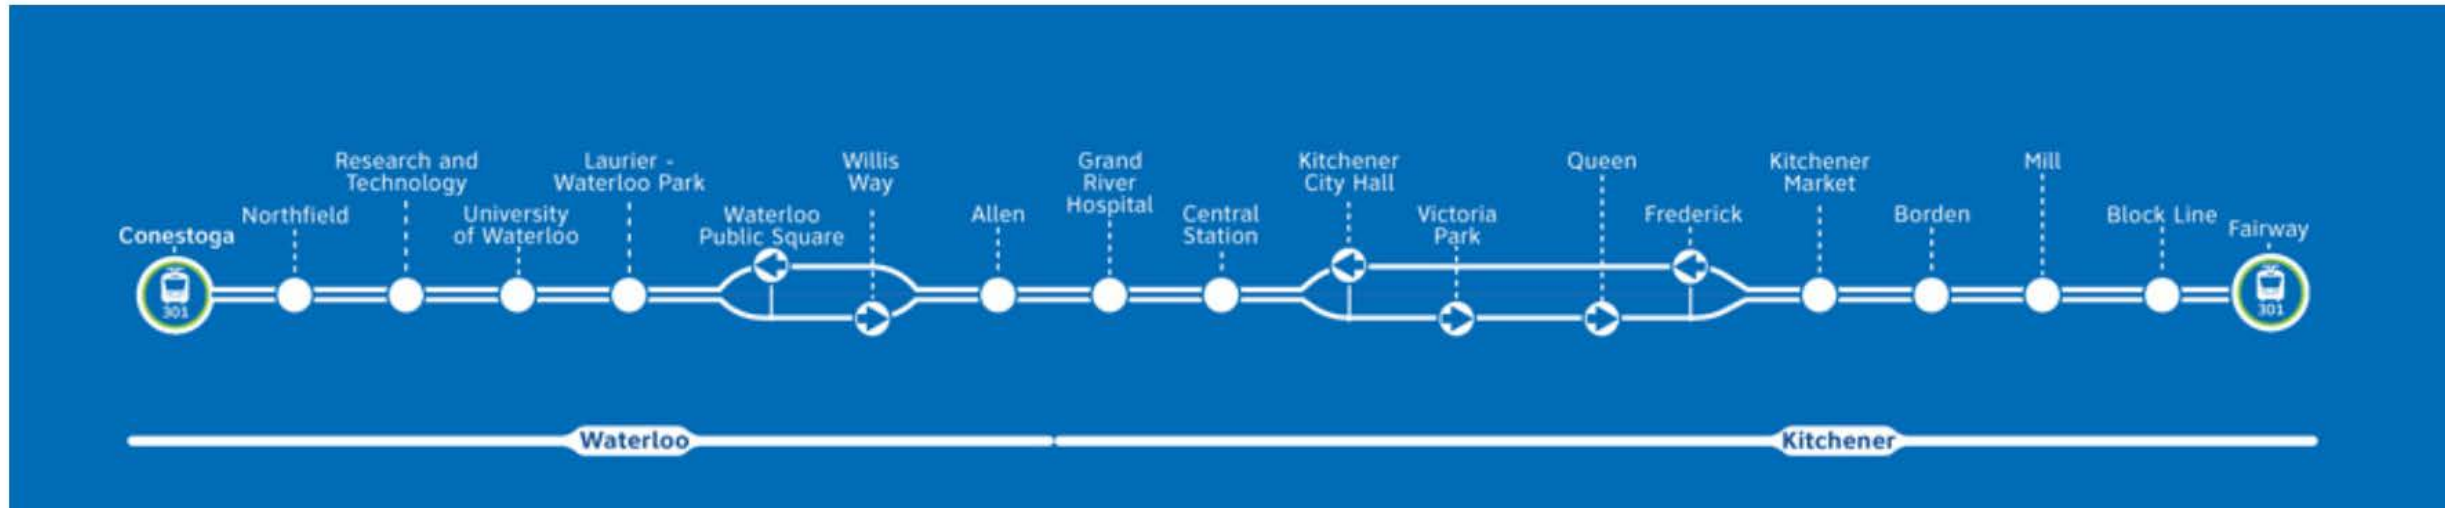 Conestoga
301
Northfield
Research and
Technology
University
of Waterloo
Laurier -
Waterloo Park
Waterloo
Public Square
Willis
Way
Allen
Grand
River
Hospital
Central
Station
Kitchener
City Hall
Victoria
Park
Queen
Frederick
Kitchener
Market
Borden
Mill
Block Line
Fairway
301
Waterloo
Kitchener